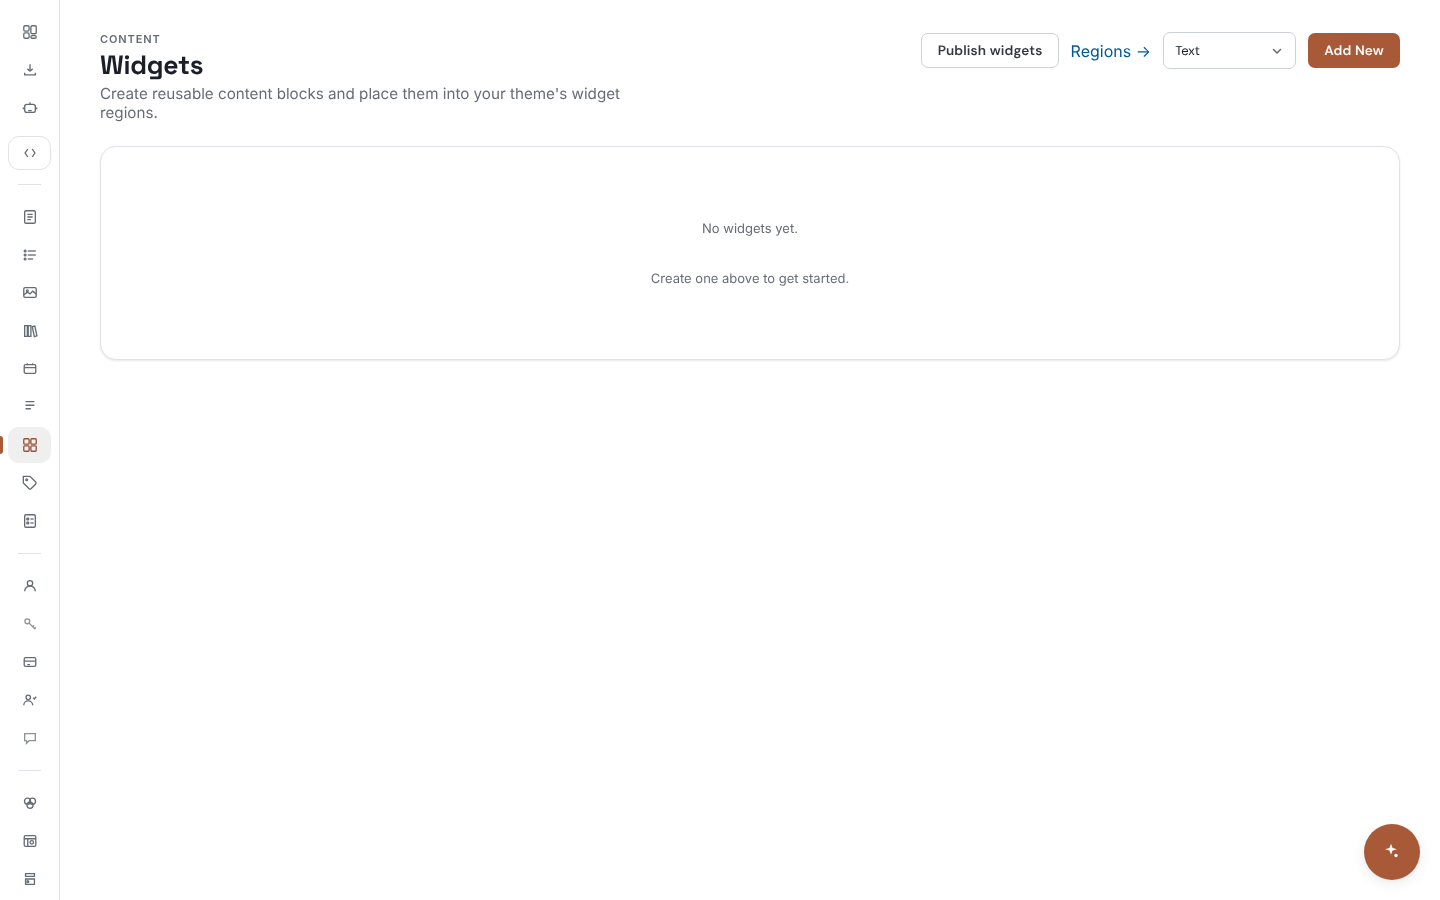 CONTENT
Widgets
Create reusable content blocks and place them into your theme's widget
regions.
Publish widgets
Regions →
Text
Add New
No widgets yet.
Create one above to get started.